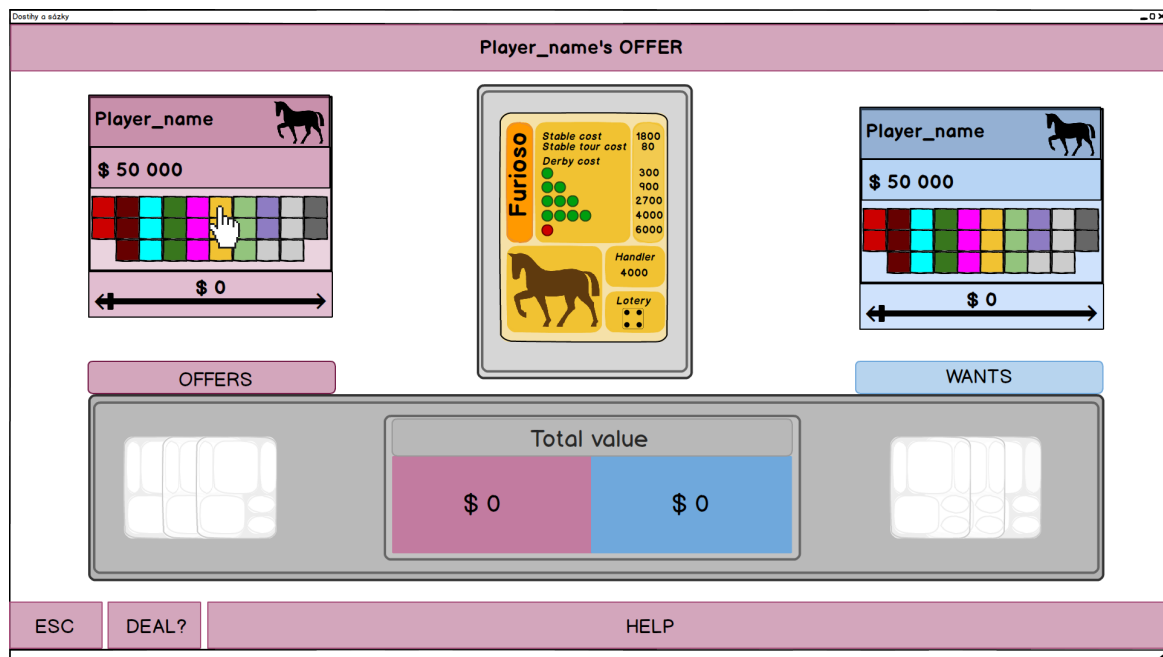 Dostihy a sázky
Player_name's OFFER
Player_name
$ 50 000
$ 0
Furioso
Stable cost 1800
Stable tour cost 80
Derby cost
300
900
2700
4000
6000
Handler
4000
Lotery
Player_name
$ 50 000
$ 0
OFFERS
WANTS
Total value
$ 0 $ 0
ESC DEAL? HELP